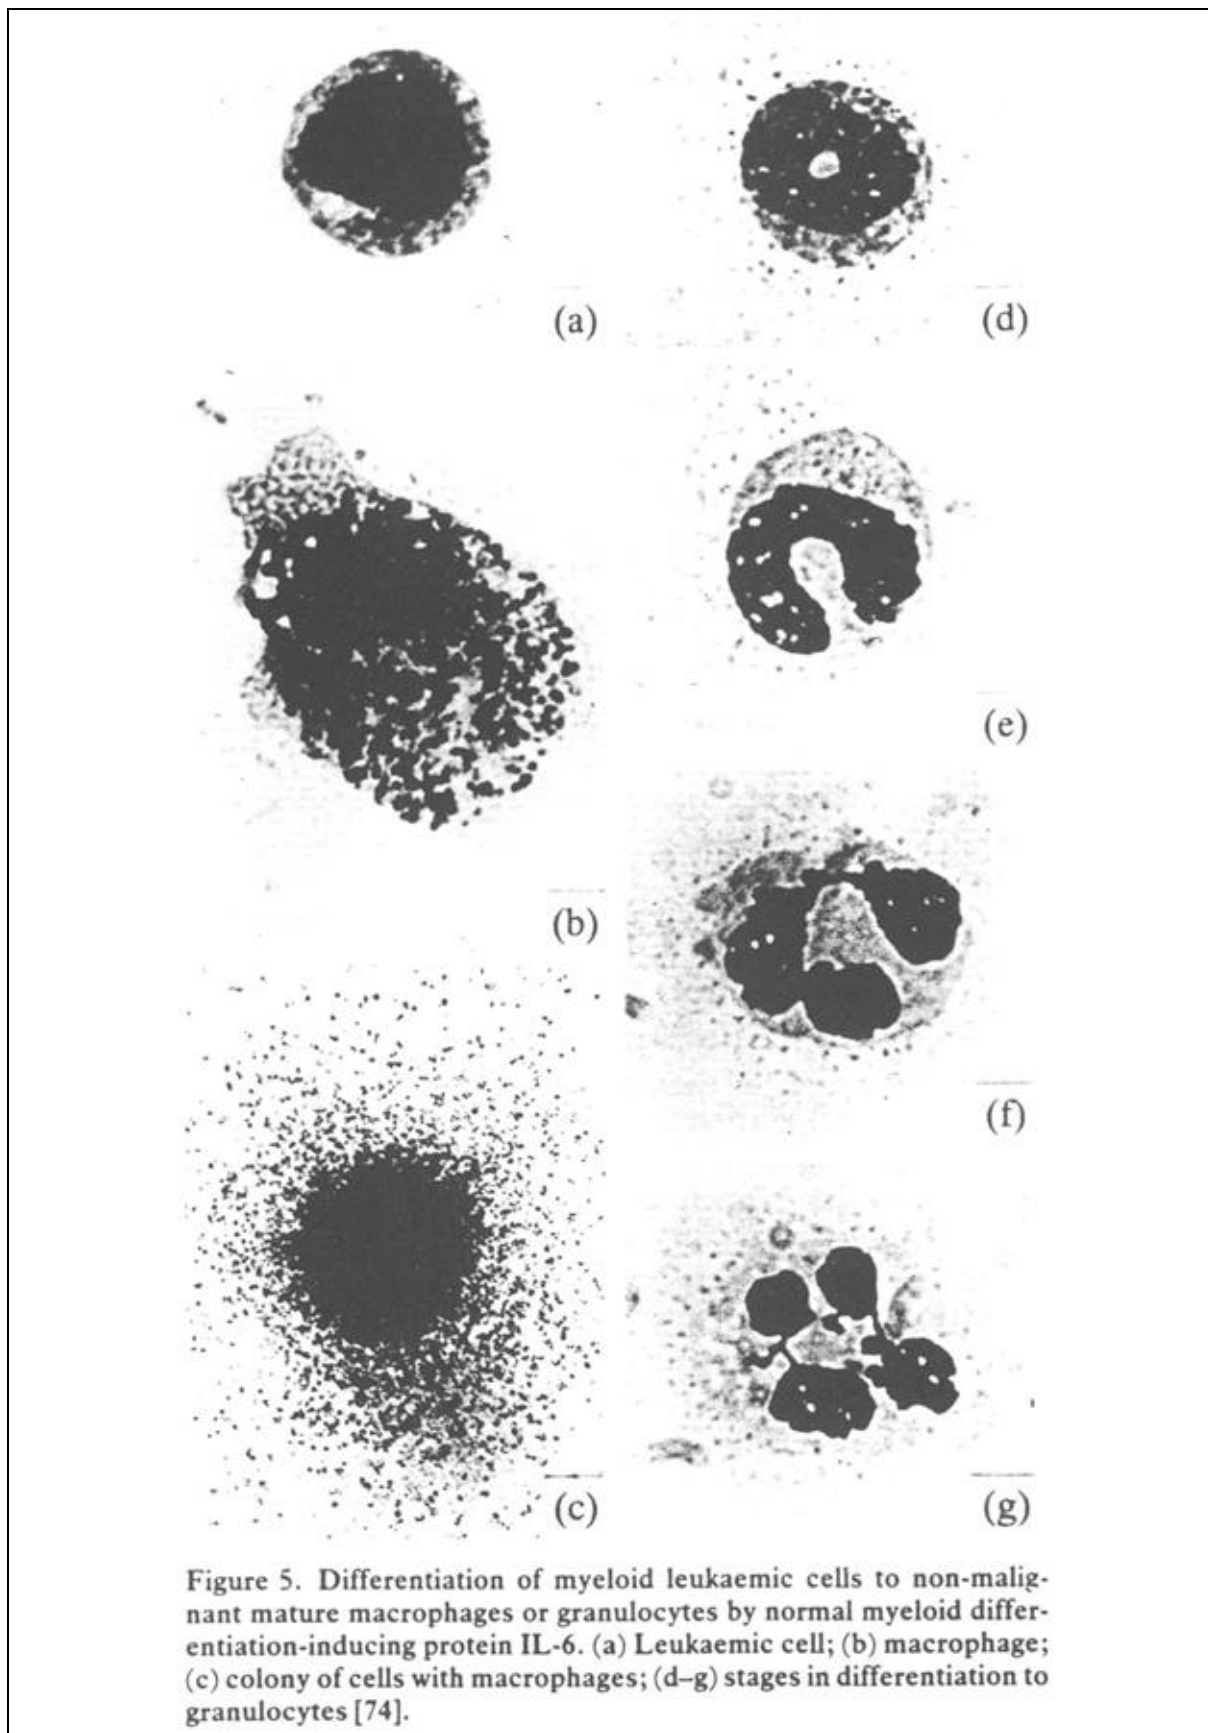 (a)
(d)
(b)
(e)
(f)
(c)
(g)
Figure 5. Differentiation of myeloid leukaemic cells to non-malig-
nant mature macrophages or granulocytes by normal myeloid differ-
entiation-inducing protein IL-6. (a) Leukaemic cell; (b) macrophage;
(c) colony of cells with macrophages; (d–g) stages in differentiation to
granulocytes [74].